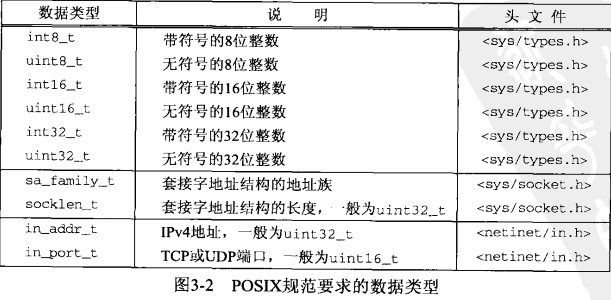 数据类型 说 明 头 文 件
int8_t 带符号的8位整数 <sys/types.h>
uint8_t 无符号的8位整数 <sys/types.h>
int16_t 带符号的16位整数 <sys/types.h>
uint16_t 无符号的16位整数 <sys/types.h>
int32_t 带符号的32位整数 <sys/types.h>
uint32_t 无符号的32位整数 <sys/types.h>
sa_family_t 套接字地址结构的地址族 <sys/socket.h>
socklen_t 套接字地址结构的长度，一般为uint32_t <sys/socket.h>
in_addr_t IPv4地址，一般为uint32_t <netinet/in.h>
in_port_t TCP或UDP端口，一般为uint16_t <netinet/in.h>
图3-2 POSIX规范要求的数据类型